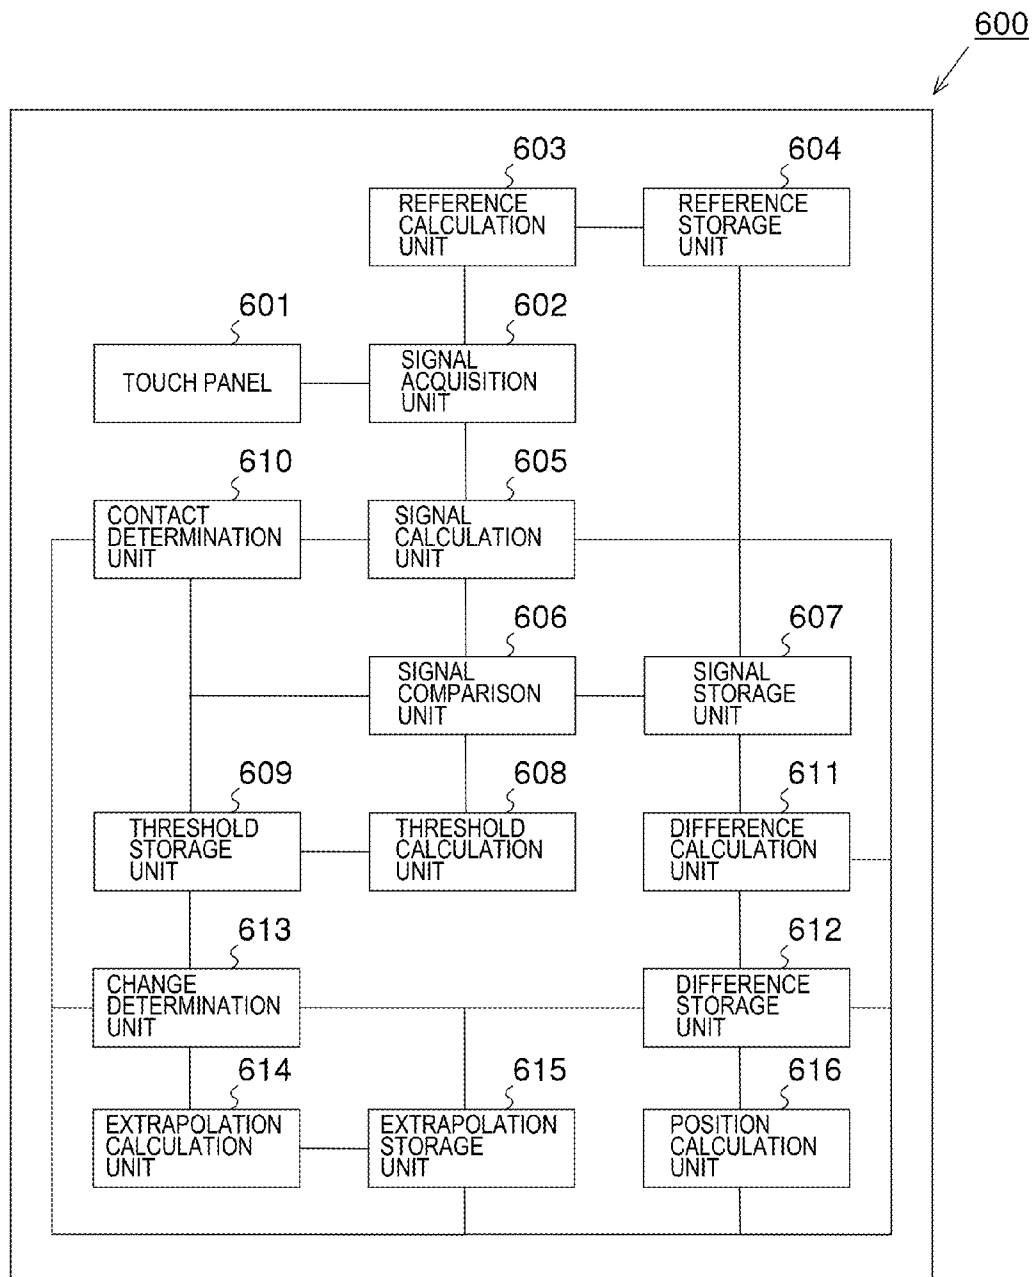 600
603
604
REFERENCE
CALCULATION
UNIT
REFERENCE
STORAGE
UNIT
601
602
TOUCH PANEL
SIGNAL
ACQUISITION
UNIT
610
605
CONTACT
DETERMINATION
UNIT
SIGNAL
CALCULATION
UNIT
606
607
SIGNAL
COMPARISON
UNIT
SIGNAL
STORAGE
UNIT
609
608
611
THRESHOLD
STORAGE
UNIT
THRESHOLD
CALCULATION
UNIT
DIFFERENCE
CALCULATION
UNIT
613
612
CHANGE
DETERMINATION
UNIT
DIFFERENCE
STORAGE
UNIT
614
615
616
EXTRAPOLATION
CALCULATION
UNIT
EXTRAPOLATION
STORAGE
UNIT
POSITION
CALCULATION
UNIT